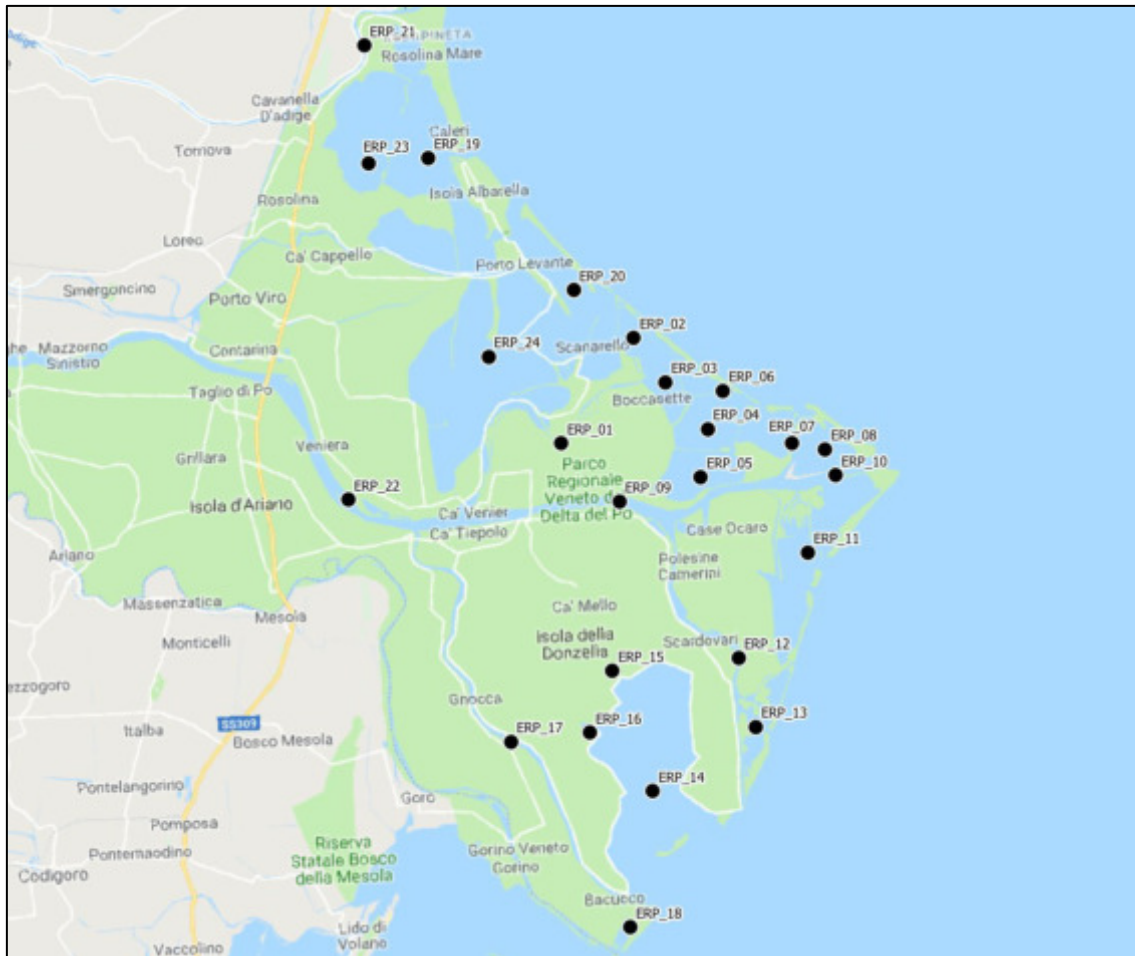 ERP_21
PINETA
Rosolina Mare
Adige
Cavanella
D'adige
Caleri
ERP_23
ERP_19
Tornova
Isola Albarella
Rosolina
Loreo
Ca' Cappello
Porto Levante
Smergoncino
Porto Viro
ERP_20
ERP_02
Mazzorno
Sinistro
Contarina
ERP_24
Scanarello
ERP_03
ERP_06
Taglio di Po
Boccasette
ERP_04
ERP_07
ERP_08
Veniera
ERP_01
Grillara
Parco
Regionale
Veneto del
Delta del Po
ERP_05
ERP_10
ERP_22
ERP_09
Isola d'Ariano
Ca' Venier
Ca' Tiepolo
Case Ocaro
Ariano
ERP_11
Polesine
Camerini
Massenzatica
Mesola
Ca' Mello
Monticelli
Isola della
Donzella
Scardovari
ERP_12
ERP_15
ezzogoro
Gnocca
SS309
Italba
Bosco Mesola
ERP_17
ERP_16
ERP_13
Pontelangorino
Goro
ERP_14
Pomposa
Riserva
Statale Bosco
della Mesola
Pontemaodino
Gorino Veneto
Gorino
Codigoro
Bacucco
ERP_18
Lido di
Volano
Vaccolino